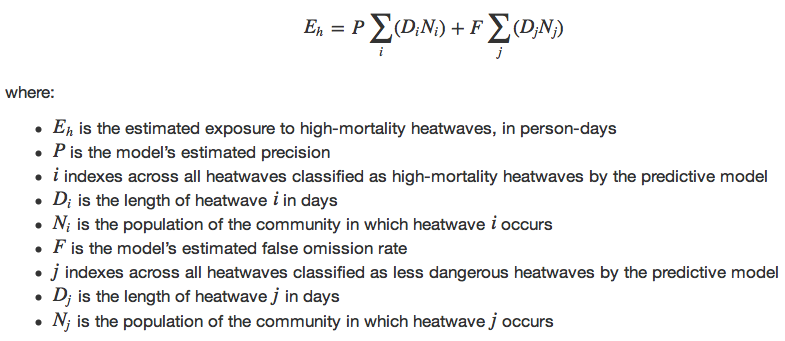 E_h = P ∑_i (D_i N_i) + F ∑_j (D_j N_j)
where:
• E_h is the estimated exposure to high-mortality heatwaves, in person-days
• P is the model’s estimated precision
• i indexes across all heatwaves classified as high-mortality heatwaves by the predictive model
• D_i is the length of heatwave i in days
• N_i is the population of the community in which heatwave i occurs
• F is the model’s estimated false omission rate
• j indexes across all heatwaves classified as less dangerous heatwaves by the predictive model
• D_j is the length of heatwave j in days
• N_j is the population of the community in which heatwave j occurs